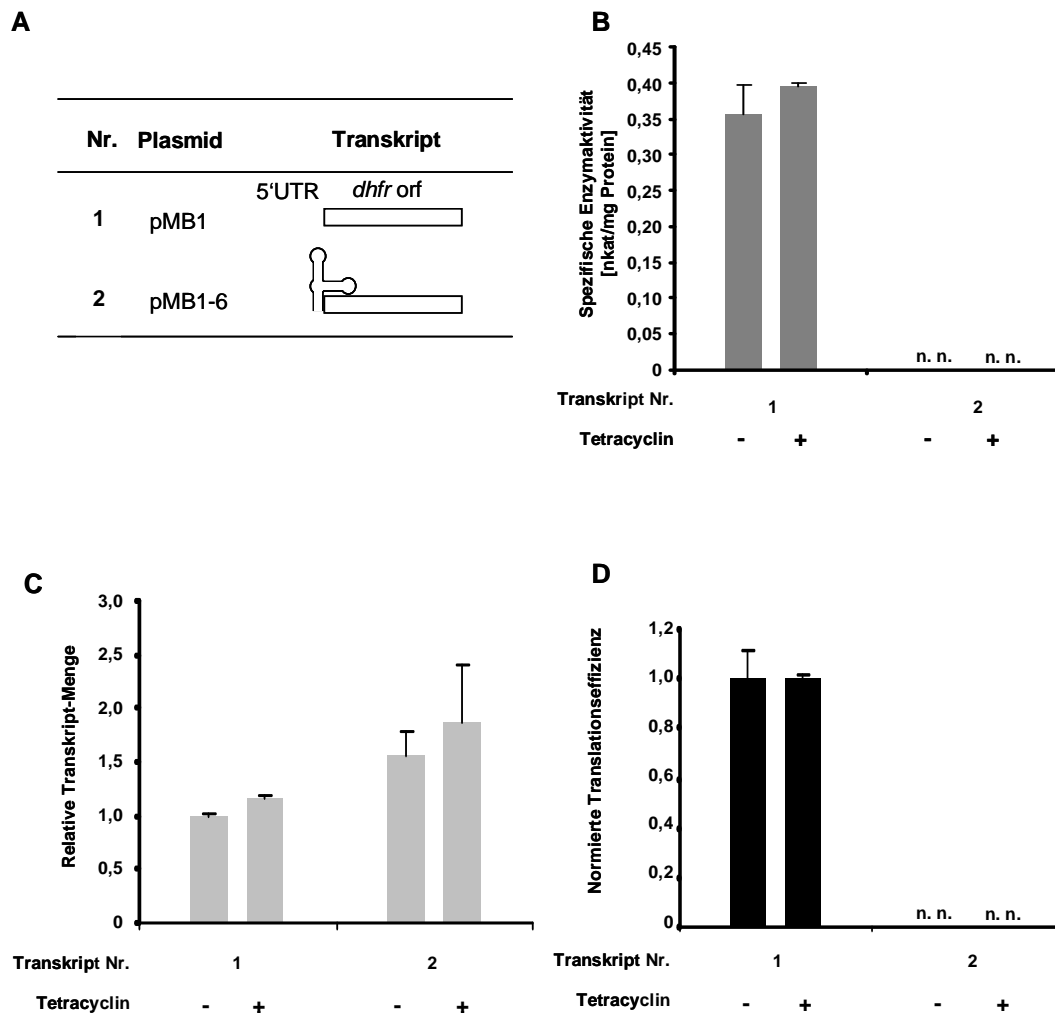 A
Nr. Plasmid Transkript
5‘UTR dhfr orf
1 pMB1
2 pMB1-6
B
Spezifische Enzymaktivität
[nkat/mg Protein]
0,45
0,40
0,35
0,30
0,25
0,20
0,15
0,10
0,05
0
n. n. n. n.
Transkript Nr. 1 2
Tetracyclin - + - +
C
Relative Transkript-Menge
3,0
2,5
2,0
1,5
1,0
0,5
0
Transkript Nr. 1 2
Tetracyclin - + - +
D
Normierte Translationseffizienz
1,2
1,0
0,8
0,6
0,4
0,2
0
n. n. n. n.
Transkript Nr. 1 2
Tetracyclin - + - +